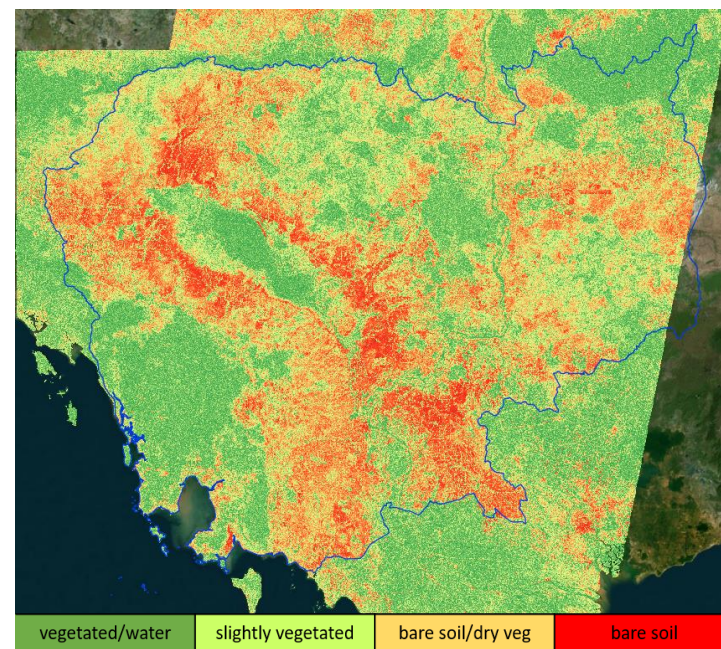 vegetated/water
slightly vegetated
bare soil/dry veg
bare soil